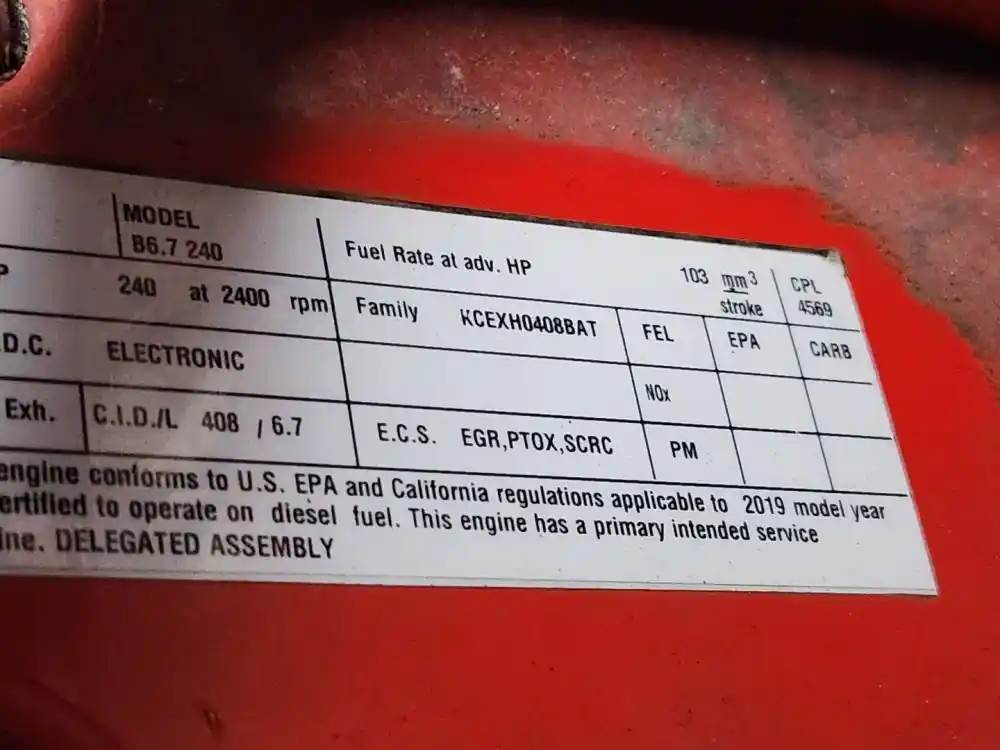 MODEL
B6.7 240
Fuel Rate at adv. HP 103 mm3
stroke
CPL
4569
P 240 at 2400 rpm
Family KCEXH0408BAT
FEL EPA CARB
D.C. ELECTRONIC
NOx
Exh. C.I.D./L 408 / 6.7
E.C.S. EGR,PTOX,SCRC
PM
engine conforms to U.S. EPA and California regulations applicable to 2019 model year
ertified to operate on diesel fuel. This engine has a primary intended service
ine. DELEGATED ASSEMBLY